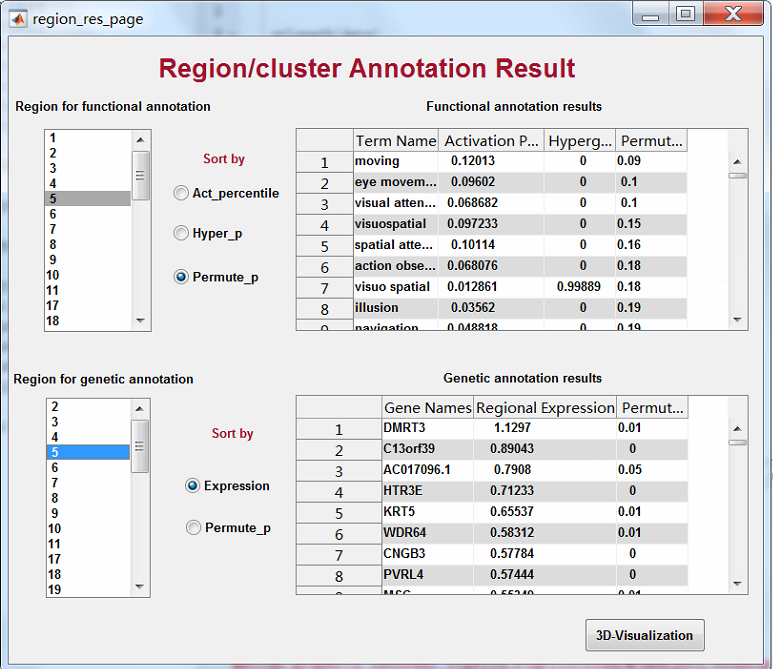 region_res_page
Region/cluster Annotation Result
Region for functional annotation
1
2
3
4
5
6
7
8
9
10
11
17
18
Sort by
Act_percentile
Hyper_p
Permute_p
Functional annotation results
Term Name Activation P... Hyperg... Permut...
1 moving 0.12013 0 0.09
2 eye movem... 0.09602 0 0.1
3 visual atten... 0.068682 0 0.1
4 visuospatial 0.097233 0 0.15
5 spatial atte... 0.10114 0 0.16
6 action obse... 0.068076 0 0.18
7 visuo spatial 0.012861 0.99889 0.18
8 illusion 0.03562 0 0.19
9 navigation 0.048818 0 0.19
Region for genetic annotation
2
3
4
5
6
7
8
9
10
11
17
18
19
Sort by
Expression
Permute_p
Genetic annotation results
Gene Names Regional Expression Permut...
1 DMRT3 1.1297 0.01
2 C13orf39 0.89043 0
3 AC017096.1 0.7908 0.05
4 HTR3E 0.71233 0
5 KRT5 0.65537 0.01
6 WDR64 0.58312 0.01
7 CNGB3 0.57784 0
8 PVRL4 0.57444 0
3D-Visualization